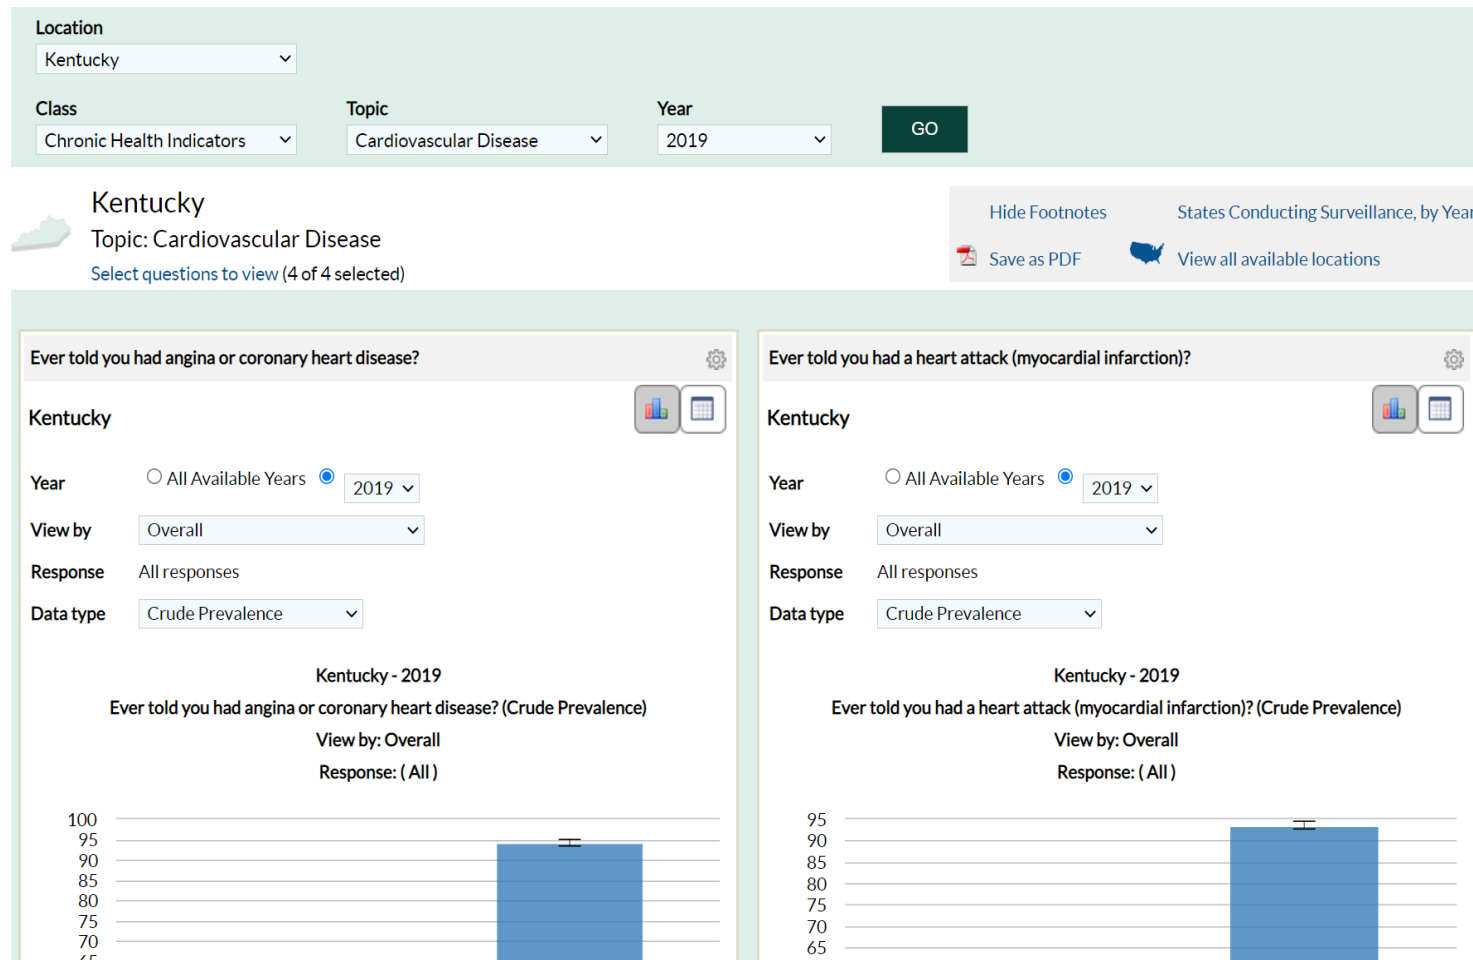 Location
Kentucky
Class Topic Year
Chronic Health Indicators Cardiovascular Disease 2019 GO
Kentucky
Topic: Cardiovascular Disease
Select questions to view (4 of 4 selected)
Hide Footnotes States Conducting Surveillance, by Year
Save as PDF View all available locations
Ever told you had angina or coronary heart disease?
Kentucky
Year All Available Years 2019
View by Overall
Response All responses
Data type Crude Prevalence
Kentucky - 2019
Ever told you had angina or coronary heart disease? (Crude Prevalence)
View by: Overall
Response: ( All )
100
95
90
85
80
75
70
65
Ever told you had a heart attack (myocardial infarction)?
Kentucky
Year All Available Years 2019
View by Overall
Response All responses
Data type Crude Prevalence
Kentucky - 2019
Ever told you had a heart attack (myocardial infarction)? (Crude Prevalence)
View by: Overall
Response: ( All )
95
90
85
80
75
70
65